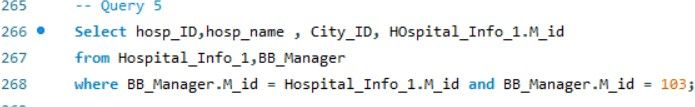 265 -- Query 5
266 Select hosp_ID,hosp_name , City_ID, HOspital_Info_1.M_id
267 from Hospital_Info_1,BB_Manager
268 where BB_Manager.M_id = Hospital_Info_1.M_id and BB_Manager.M_id = 103;